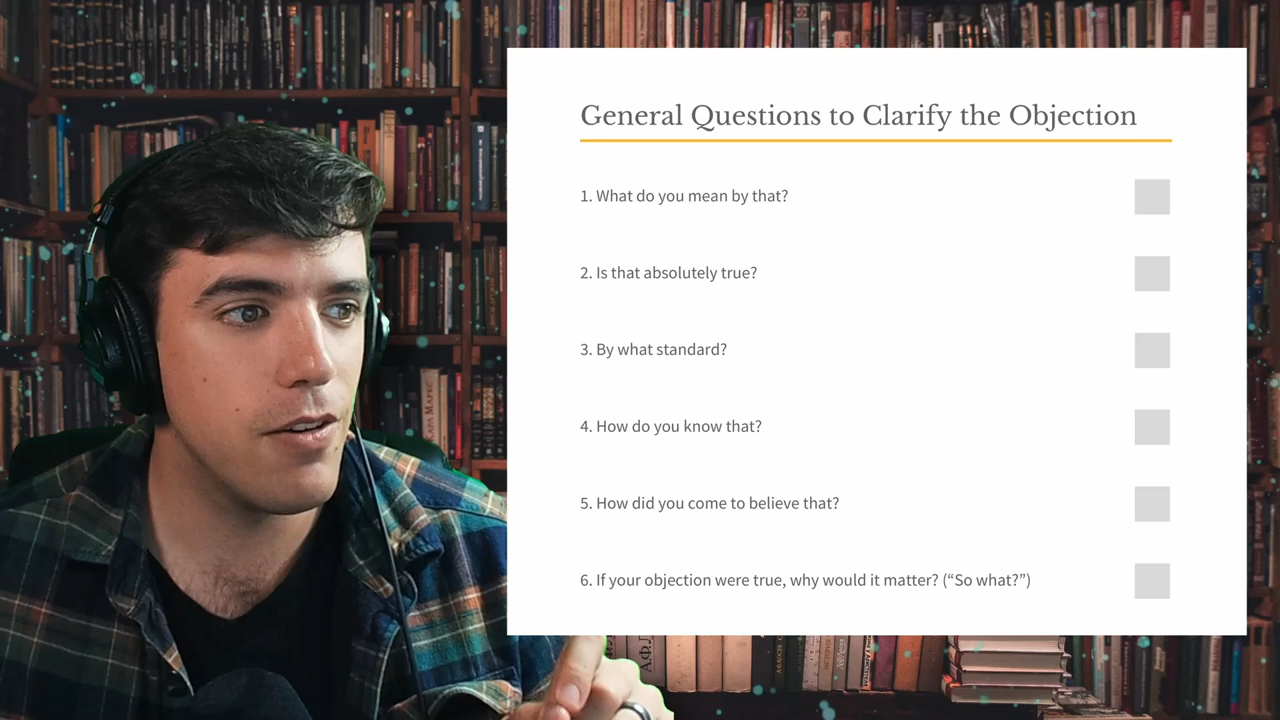 General Questions to Clarify the Objection
1. What do you mean by that?
2. Is that absolutely true?
3. By what standard?
4. How do you know that?
5. How did you come to believe that?
6. If your objection were true, why would it matter? (“So what?”)